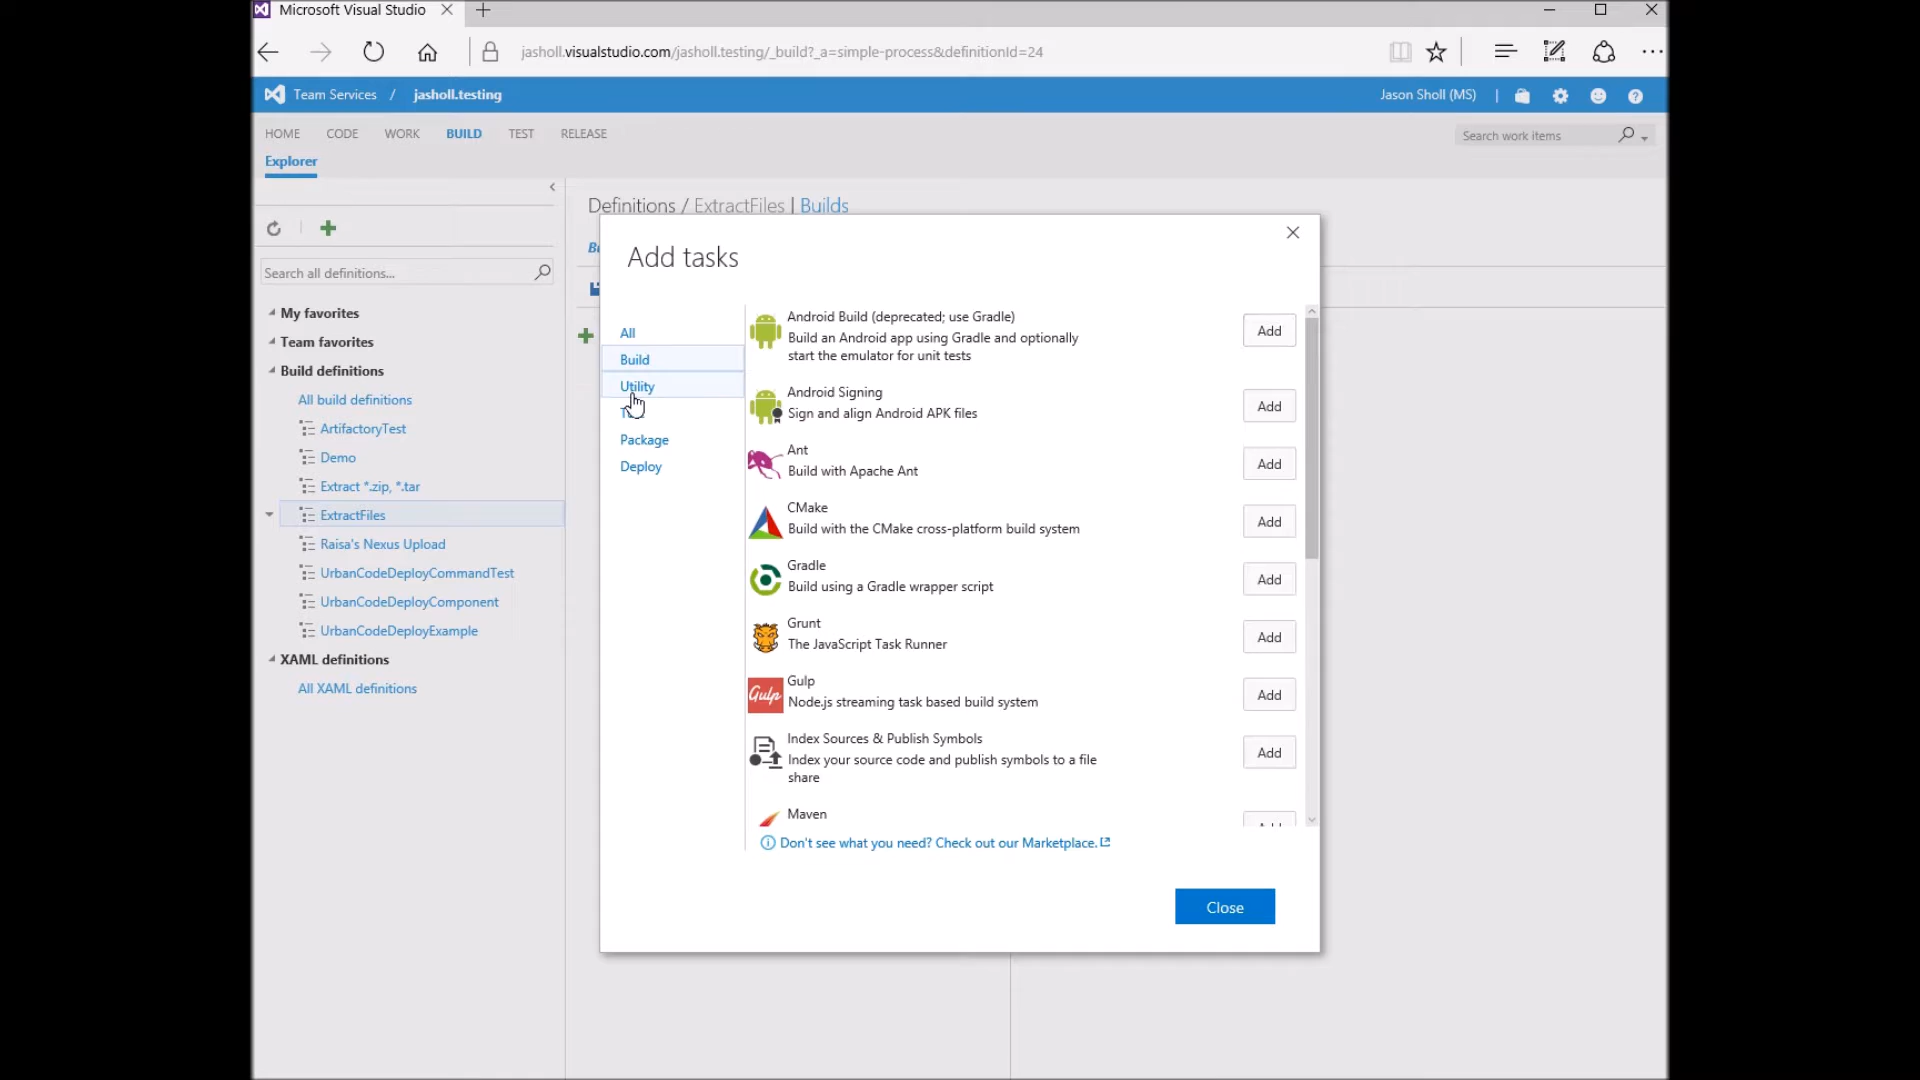 Microsoft Visual Studio
jasholl.visualstudio.com/jasholl.testing/_build?_a=simple-process&definitionId=24
Team Services / jasholl.testing
Jason Sholl (MS) |
HOME CODE WORK BUILD TEST RELEASE
Search work items
Explorer
Search all definitions...
My favorites
Team favorites
Build definitions
All build definitions
ArtifactoryTest
Demo
Extract *.zip, *.tar
ExtractFiles
Raisa's Nexus Upload
UrbanCodeDeployCommandTest
UrbanCodeDeployComponent
UrbanCodeDeployExample
XAML definitions
All XAML definitions
Definitions / ExtractFiles | Builds
Add tasks
All
Build
Utility
Package
Deploy
Android Build (deprecated; use Gradle)
Build an Android app using Gradle and optionally
start the emulator for unit tests
Add
Android Signing
Sign and align Android APK files
Add
Ant
Build with Apache Ant
Add
CMake
Build with the CMake cross-platform build system
Add
Gradle
Build using a Gradle wrapper script
Add
Grunt
The JavaScript Task Runner
Add
Gulp
Gulp
Node.js streaming task based build system
Add
Index Sources & Publish Symbols
Index your source code and publish symbols to a file
share
Add
Maven
Don't see what you need? Check out our Marketplace.
Close